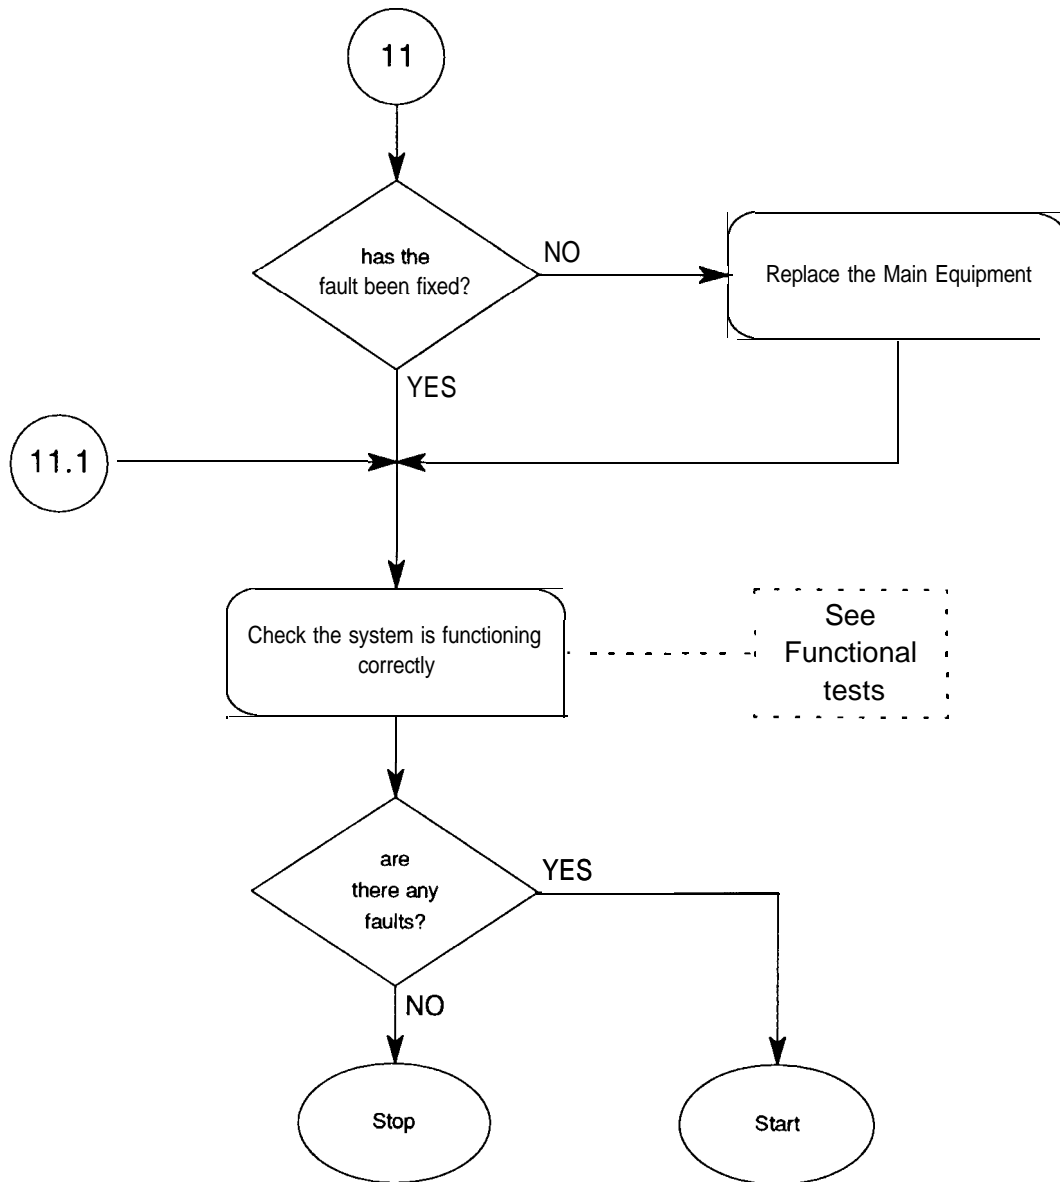 11
has the
fault been fixed?
NO
Replace the Main Equipment
YES
11.1
Check the system is functioning
correctly
See
Functional
tests
are
there any
faults?
YES
NO
Stop
Start